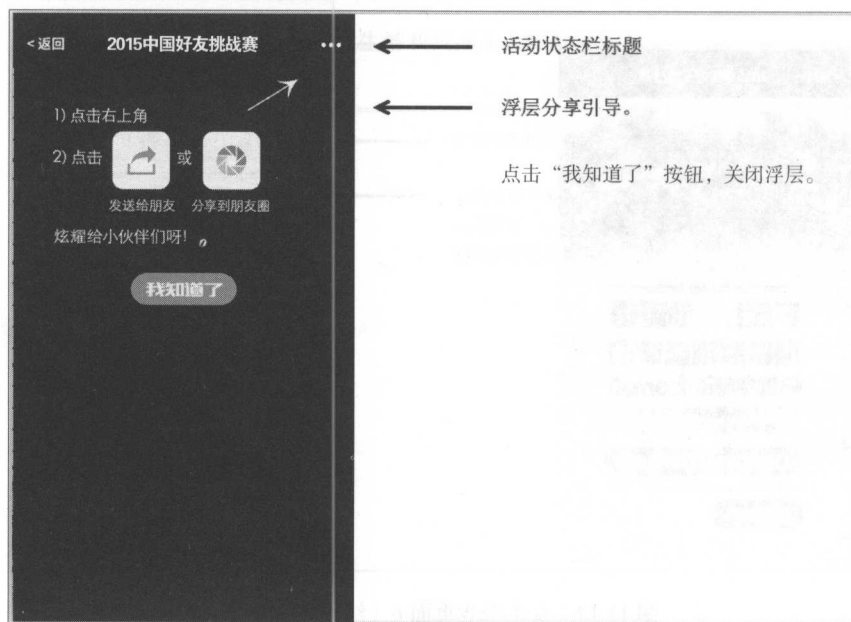 <返回 2015中国好友挑战赛 •••
活动状态栏标题
浮层分享引导。
1) 点击右上角
2) 点击 或
发送给朋友 分享到朋友圈
炫耀给小伙伴们呀!
我知道了
点击“我知道了”按钮，关闭浮层。